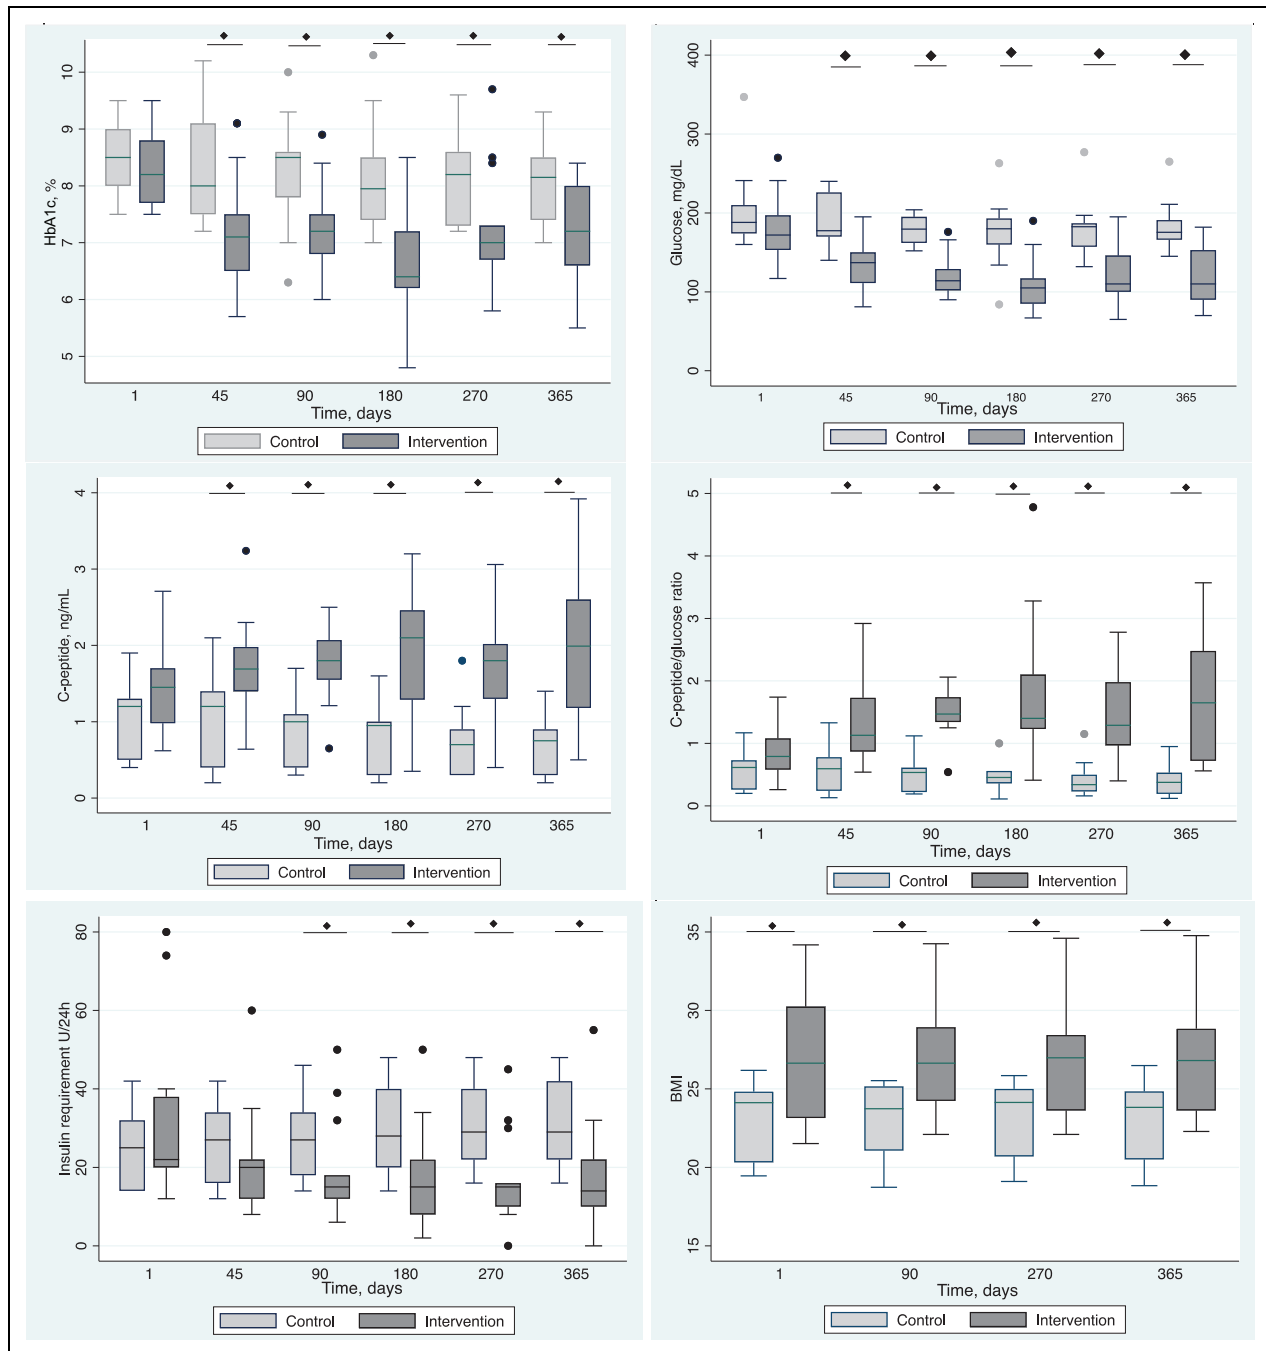 HbA1c, %
10
9
8
7
6
5
1 45 90 180 270 365
Time, days
Control Intervention
Glucose, mg/dL
400
300
200
100
0
1 45 90 180 270 365
Time, days
Control Intervention
C-peptide, ng/mL
4
3
2
1
0
1 45 90 180 270 365
Time, days
Control Intervention
C-peptide/glucose ratio
5
4
3
2
1
0
1 45 90 180 270 365
Time, days
Control Intervention
Insulin requirement U/24h
80
60
40
20
0
1 45 90 180 270 365
Time, days
Control Intervention
BMI
35
30
25
20
15
1 90 270 365
Time, days
Control Intervention